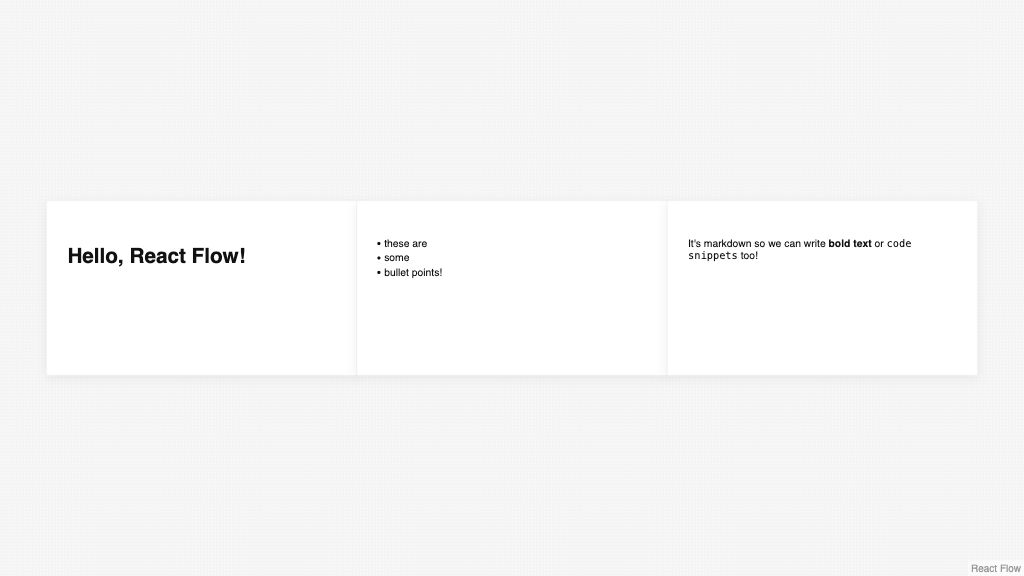 Hello, React Flow!
• these are
• some
• bullet points!
It's markdown so we can write bold text or code
snippets too!
React Flow